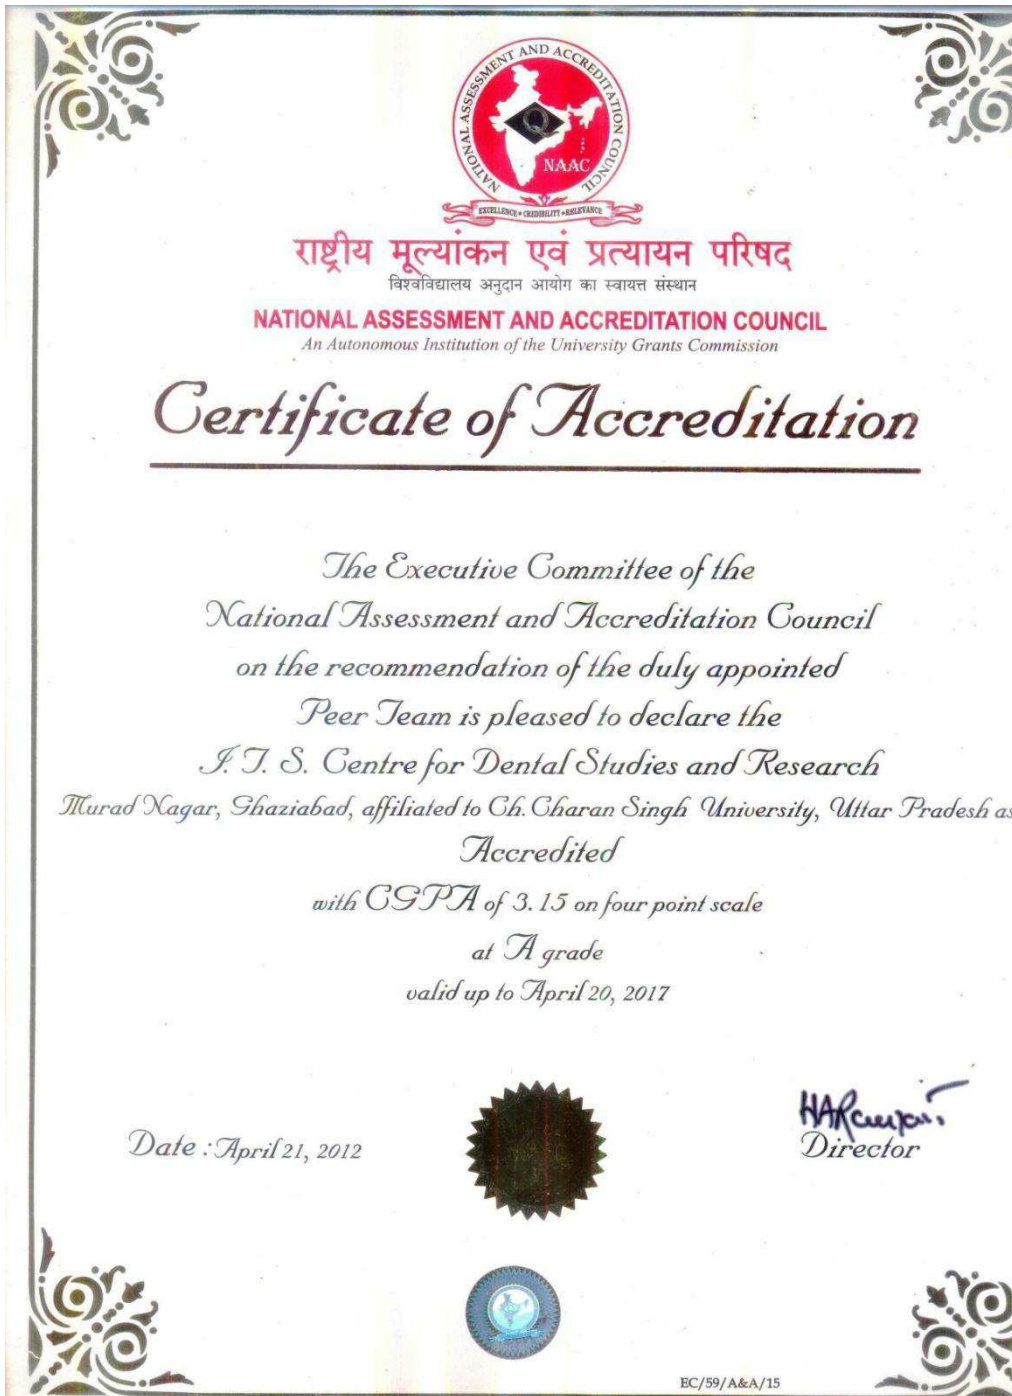 NATIONAL ASSESSMENT AND ACCREDITATION COUNCIL
NAAC
EXCELLENCE • CREDIBILITY • RELEVANCE
राष्ट्रीय मूल्यांकन एवं प्रत्यायन परिषद
विश्वविद्यालय अनुदान आयोग का स्वायत्त संस्थान
NATIONAL ASSESSMENT AND ACCREDITATION COUNCIL
An Autonomous Institution of the University Grants Commission
Certificate of Accreditation
The Executive Committee of the
National Assessment and Accreditation Council
on the recommendation of the duly appointed
Peer Team is pleased to declare the
I. T. S. Centre for Dental Studies and Research
Murad Nagar, Ghaziabad, affiliated to Ch. Charan Singh University, Uttar Pradesh as
Accredited
with CGPA of 3.15 on four point scale
at A grade
valid up to April 20, 2017
Date : April 21, 2012
Director
EC/59/A&A/15